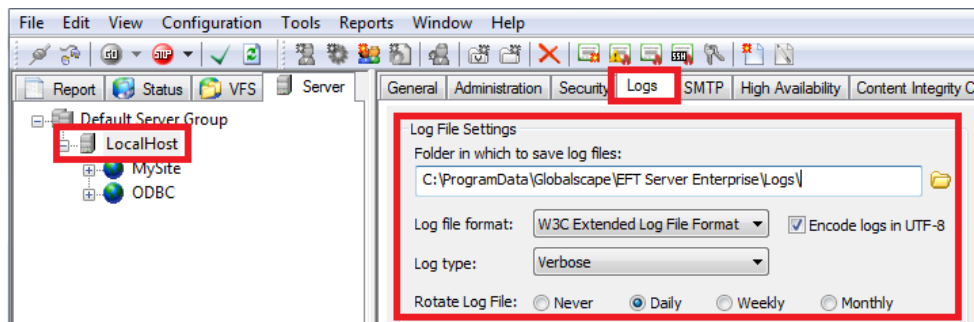 File Edit View Configuration Tools Reports Window Help
GO STOP SSH
Report Status VFS Server
General Administration Security Logs SMTP High Availability Content Integrity C
Default Server Group
LocalHost
MySite
ODBC
Log File Settings
Folder in which to save log files:
C:\ProgramData\Globalscape\EFT Server Enterprise\Logs\
Log file format: W3C Extended Log File Format Encode logs in UTF-8
Log type: Verbose
Rotate Log File: Never Daily Weekly Monthly